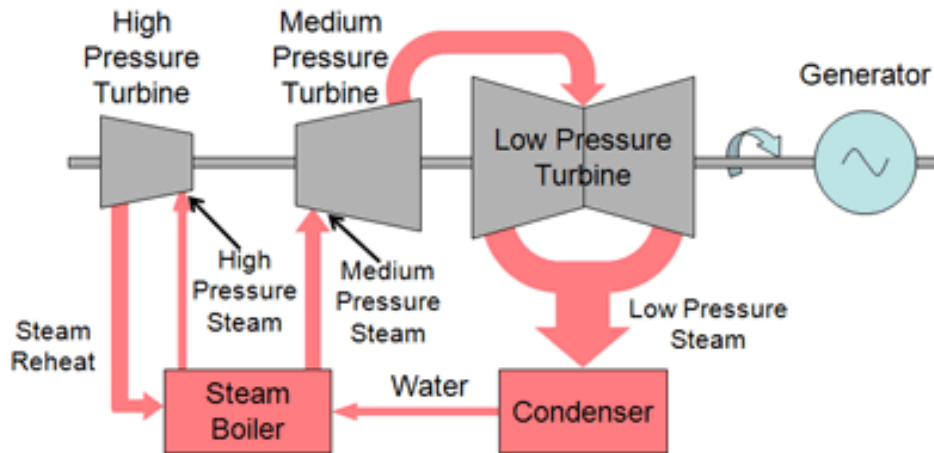 High
Pressure
Turbine
Medium
Pressure
Turbine
Generator
Low Pressure
Turbine
High
Pressure
Steam
Medium
Pressure
Steam
Low Pressure
Steam
Steam
Reheat
Steam
Boiler
Water
Condenser